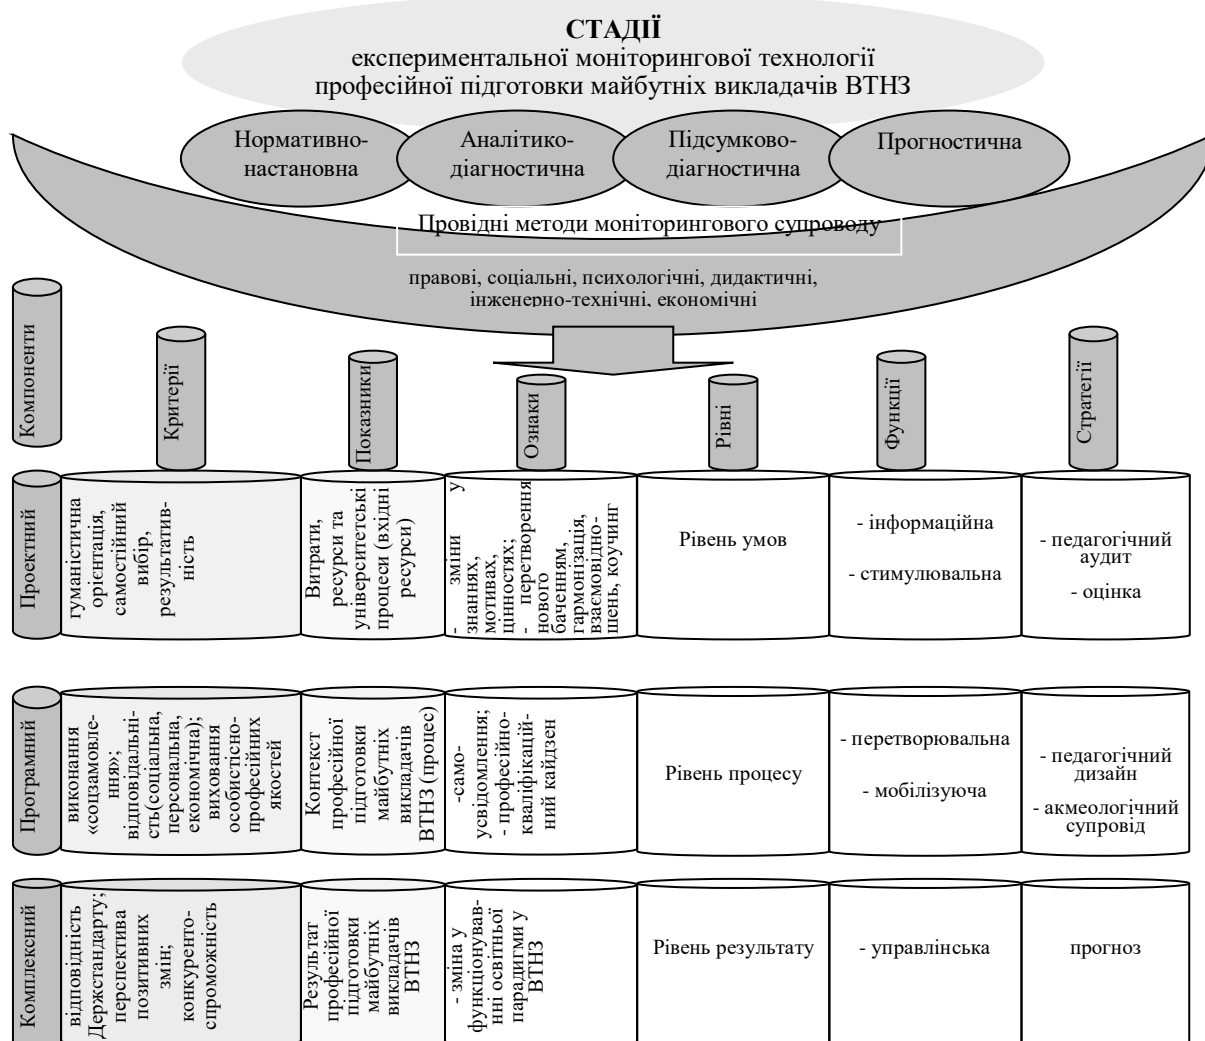 СТАДІЇ
експериментальної моніторингової технології
професійної підготовки майбутніх викладачів ВТНЗ
Нормативно-
настановна
Аналітико-
діагностична
Підсумково-
діагностична
Прогностична
Провідні методи моніторингового супроводу
правові, соціальні, психологічні, дидактичні,
інженерно-технічні, економічні
Компоненти
Критерії
Показники
Ознаки
Рівні
Функції
Стратегії
Проектний
гуманістична
орієнтація,
самостійний
вибір,
результатив-
ність
Витрати,
ресурси та
університетські
процеси (вхідні
ресурси)
- зміни у
знаннях,
мотивах,
цінностях;
- перетворення
нового
баченням,
гармонізація,
взаємовідно-
шень, коучинг
Рівень умов
- інформаційна
- стимулювальна
- педагогічний
аудит
- оцінка
Програмний
виконання
«соцзамовле-
ння»;
відповідальні-
сть(соціальна,
персональна,
економічна);
виховання
особистісно-
професійних
якостей
Контекст
професійної
підготовки
майбутніх
викладачів
ВТНЗ (процес)
-само-
усвідомлення;
- професійно-
кваліфікацій-
ний кайдзен
Рівень процесу
- перетворювальна
- мобілізуюча
- педагогічний
дизайн
- акмеологічний
супровід
Комплексний
відповідність
Держстандарту;
перспектива
позитивних
змін;
конкуренто-
спроможність
Результат
професійної
підготовки
майбутніх
викладачів
ВТНЗ
- зміна у
функціонував-
нні освітньої
парадигми у
ВТНЗ
Рівень результату
- управлінська
прогноз